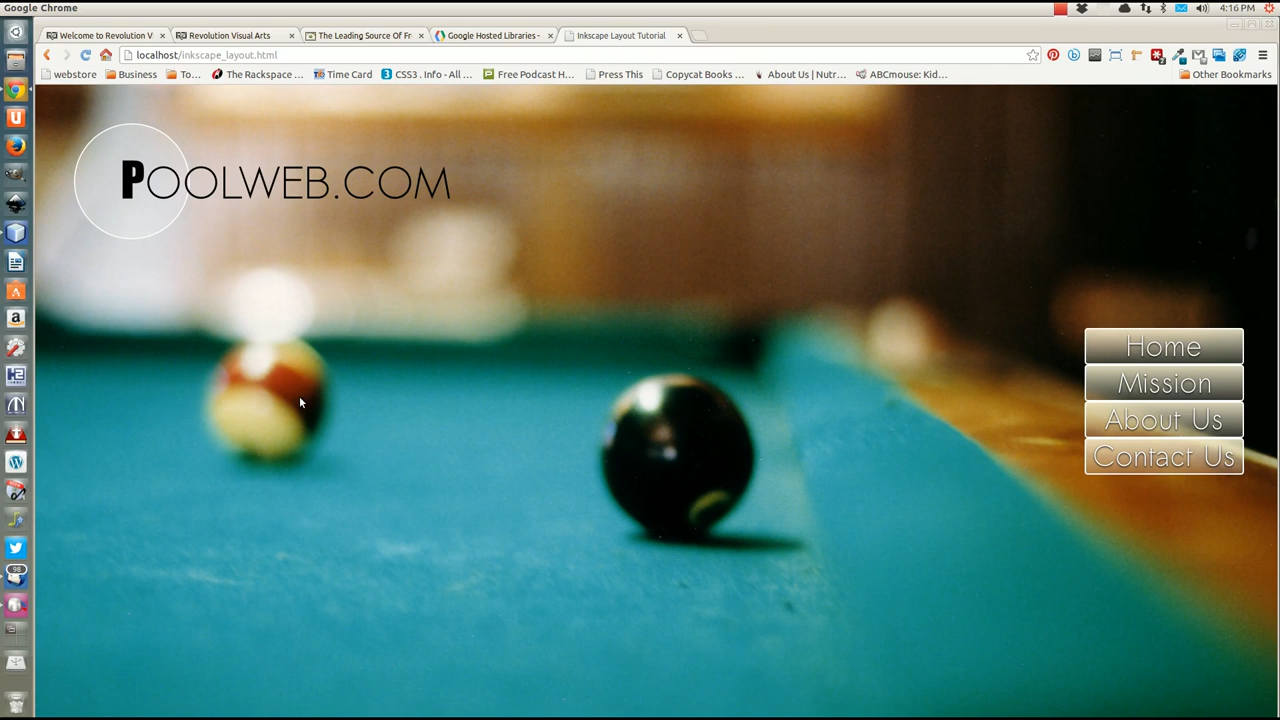 Google Chrome
4:16 PM
Welcome to Revolution V
Revolution Visual Arts
The Leading Source Of Fr
Google Hosted Libraries -
Inkscape Layout Tutorial
localhost/inkscape_layout.html
webstore
Business
To...
The Rackspace ...
Time Card
CSS3 . Info - All ...
Free Podcast H...
Press This
Copycat Books ...
About Us | Nutr...
ABCmouse: Kid...
Other Bookmarks
POOLWEB.COM
Home
Mission
About Us
Contact Us
98